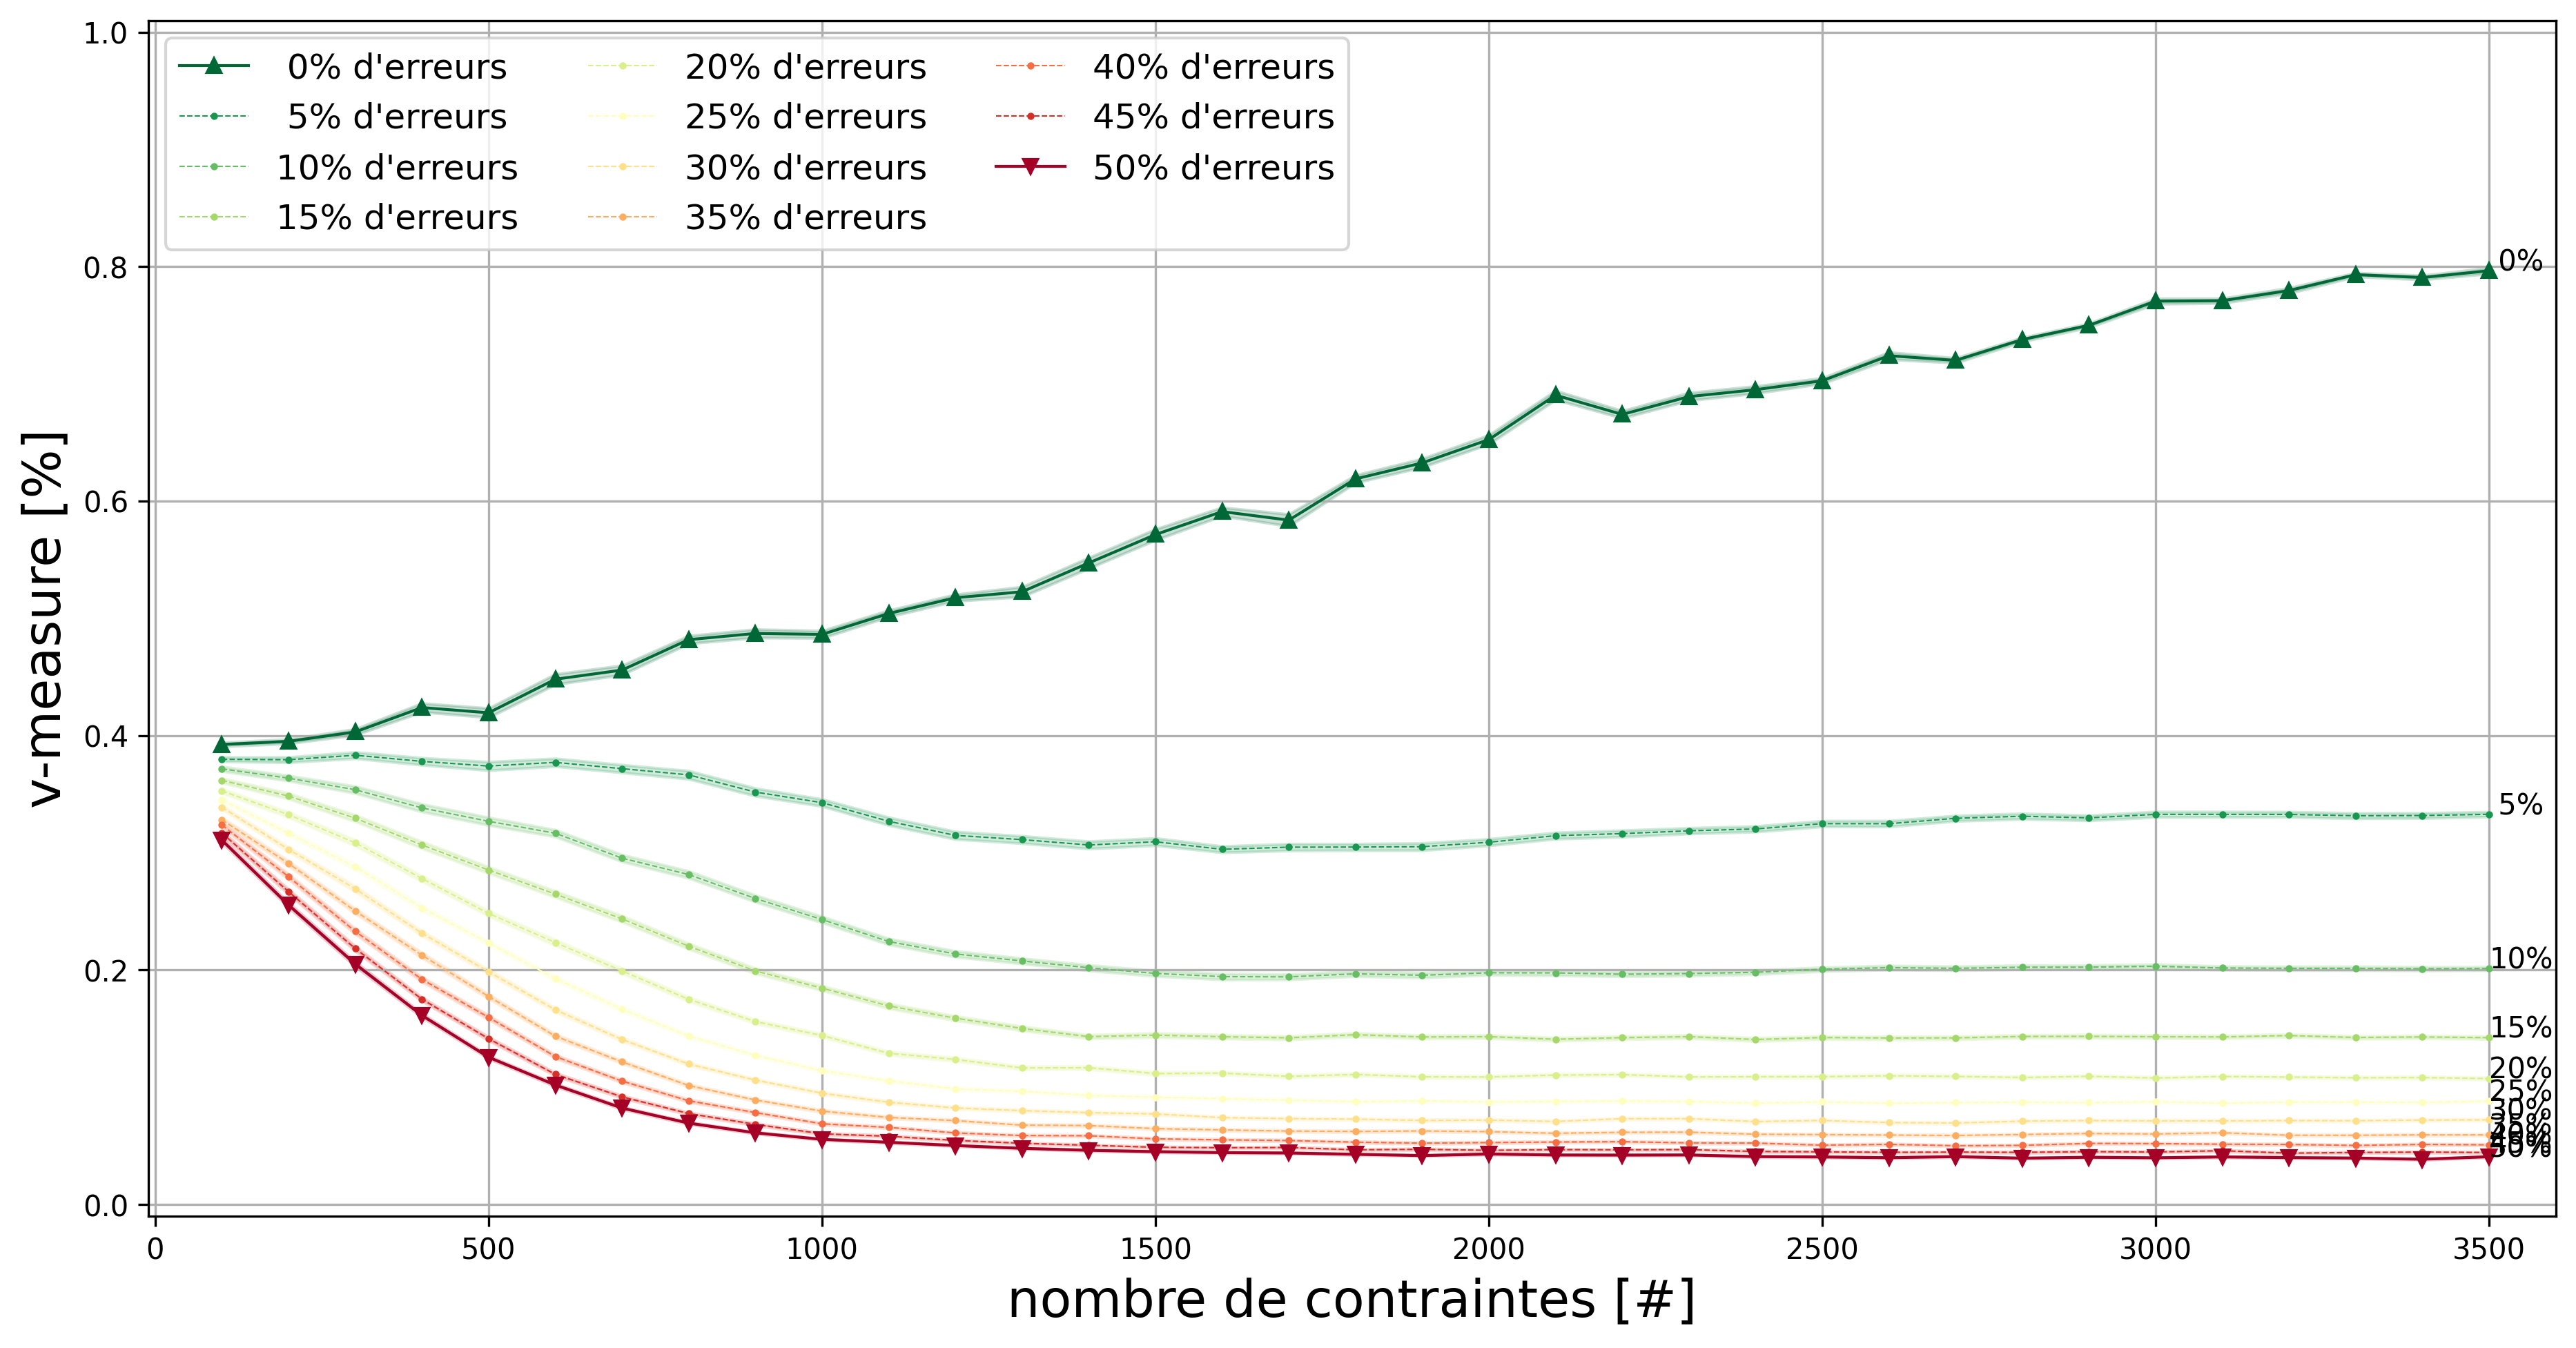 v-measure [%]
1.0
0.8
0.6
0.4
0.2
0.0
0% d'erreurs
5% d'erreurs
10% d'erreurs
15% d'erreurs
20% d'erreurs
25% d'erreurs
30% d'erreurs
35% d'erreurs
40% d'erreurs
45% d'erreurs
50% d'erreurs
0%
5%
10%
15%
20%
25%
30%
50%
0 500 1000 1500 2000 2500 3000 3500
nombre de contraintes [#]